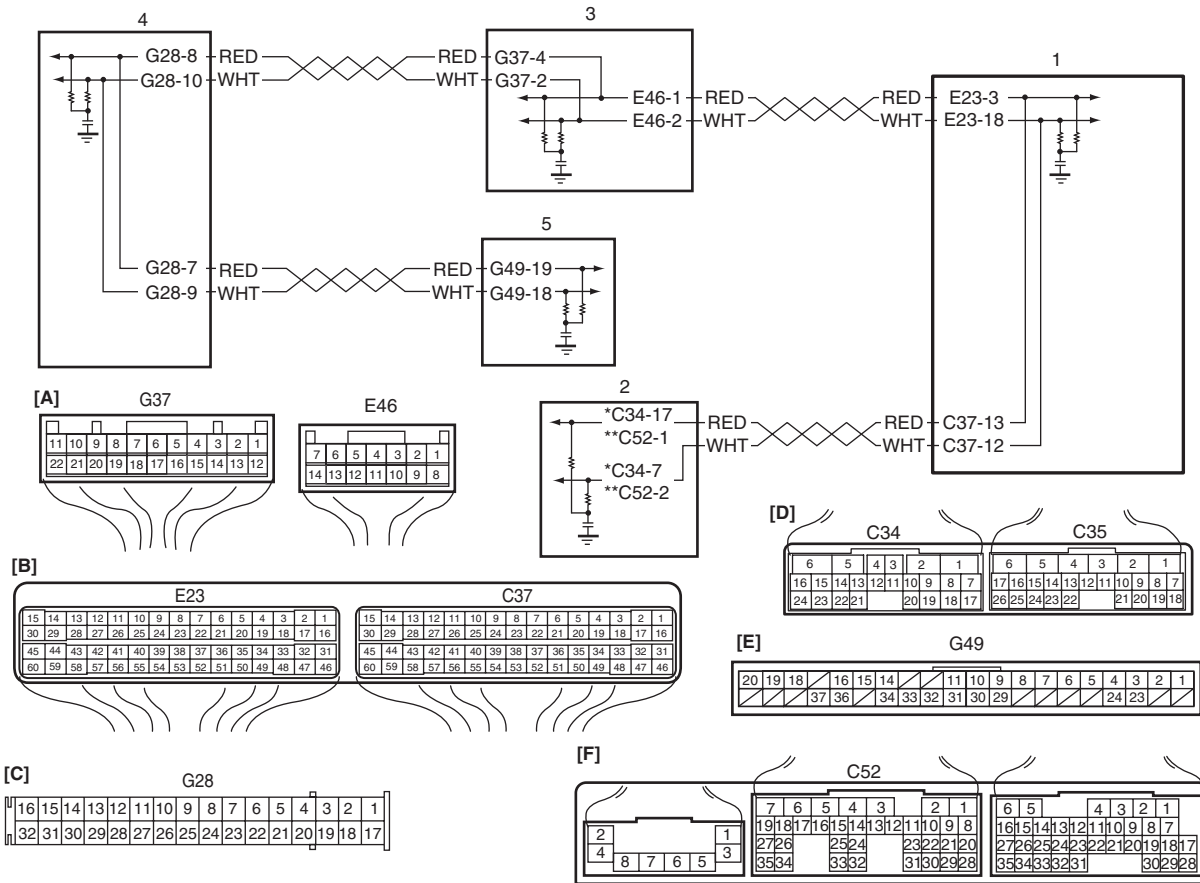 4
3
1
G28-8 RED RED G37-4
G28-10 WHT WHT G37-2
E46-1 RED RED E23-3
E46-2 WHT WHT E23-18
5
G28-7 RED RED G49-19
G28-9 WHT WHT G49-18
2
*C34-17 RED RED C37-13
**C52-1 WHT WHT C37-12
*C34-7
**C52-2
[A]
G37
11 10 9 8 7 6 5 4 3 2 1
22 21 20 19 18 17 16 15 14 13 12
E46
7 6 5 4 3 2 1
14 13 12 11 10 9 8
[B]
E23
15 14 13 12 11 10 9 8 7 6 5 4 3 2 1
30 29 28 27 26 25 24 23 22 21 20 19 18 17 16
45 44 43 42 41 40 39 38 37 36 35 34 33 32 31
60 59 58 57 56 55 54 53 52 51 50 49 48 47 46
C37
15 14 13 12 11 10 9 8 7 6 5 4 3 2 1
30 29 28 27 26 25 24 23 22 21 20 19 18 17 16
45 44 43 42 41 40 39 38 37 36 35 34 33 32 31
60 59 58 57 56 55 54 53 52 51 50 49 48 47 46
[C]
G28
16 15 14 13 12 11 10 9 8 7 6 5 4 3 2 1
32 31 30 29 28 27 26 25 24 23 22 21 20 19 18 17
[D]
C34
6 5 4 3 2 1
16 15 14 13 12 11 10 9 8 7
24 23 22 21 20 19 18 17
C35
6 5 4 3 2 1
17 16 15 14 13 12 11 10 9 8 7
26 25 24 23 22 21 20 19 18
[E]
G49
20 19 18 16 15 14 11 10 9 8 7 6 5 4 3 2 1
37 36 34 33 32 31 30 29 24 23
[F]
2 1
4 3
8 7 6 5
C52
7 6 5 4 3 2 1
19 18 17 16 15 14 13 12 11 10 9 8
27 26 25 24 23 22 21 20
35 34 33 32 31 30 29 28
6 5 4 3 2 1
16 15 14 13 12 11 10 9 8 7
27 26 25 24 23 22 21 20 19 18 17
35 34 33 32 31 30 29 28